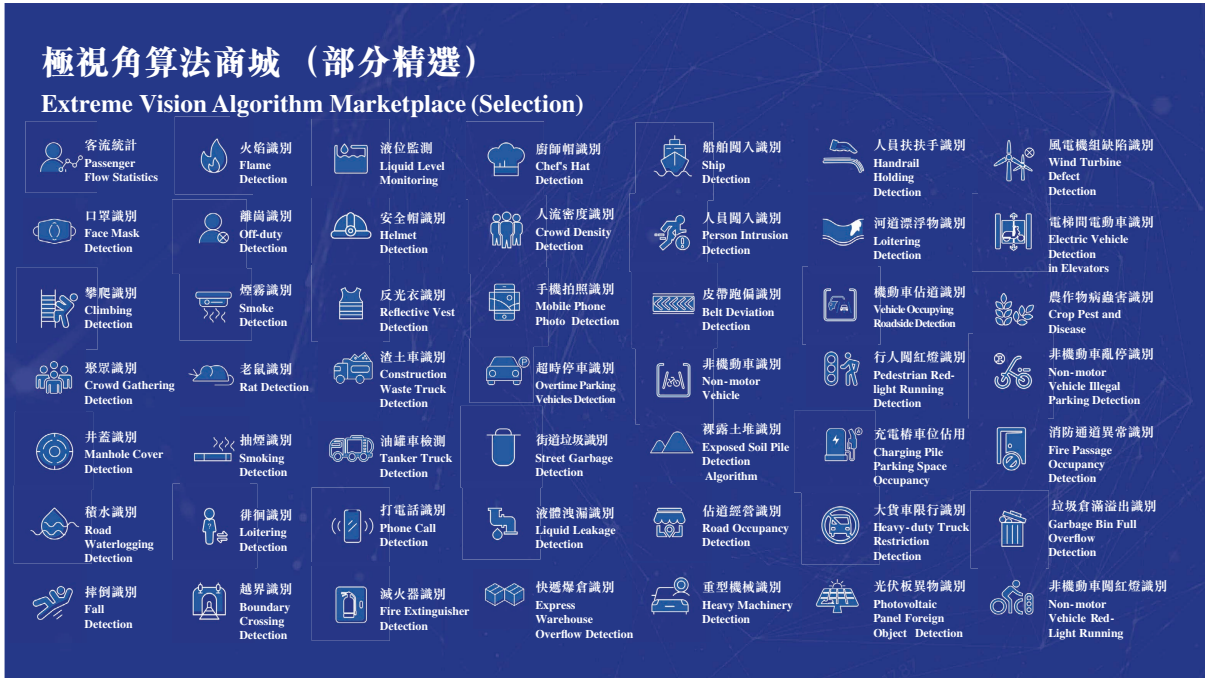 極視角算法商城 （部分精選）
Extreme Vision Algorithm Marketplace (Selection)
客流統計
Passenger
Flow Statistics
火焰識別
Flame
Detection
液位監測
Liquid Level
Monitoring
廚師帽識別
Chef's Hat
Detection
船舶闖入識別
Ship
Detection
人員扶扶手識別
Handrail
Holding
Detection
風電機組缺陷識別
Wind Turbine
Defect
Detection
口罩識別
Face Mask
Detection
離崗識別
Off-duty
Detection
安全帽識別
Helmet
Detection
人流密度識別
Crowd Density
Detection
人員闖入識別
Person Intrusion
Detection
河道漂浮物識別
Loitering
Detection
電梯間電動車識別
Electric Vehicle
Detection
in Elevators
攀爬識別
Climbing
Detection
煙霧識別
Smoke
Detection
反光衣識別
Reflective Vest
Detection
手機拍照識別
Mobile Phone
Photo Detection
皮帶跑偏識別
Belt Deviation
Detection
機動車佔道識別
Vehicle Occupying
Roadside Detection
農作物病蟲害識別
Crop Pest and
Disease
聚眾識別
Crowd Gathering
Detection
老鼠識別
Rat Detection
渣土車識別
Construction
Waste Truck
Detection
超時停車識別
Overtime Parking
Vehicles Detection
非機動車識別
Non-motor
Vehicle
行人闖紅燈識別
Pedestrian Red-
light Running
Detection
非機動車亂停識別
Non-motor
Vehicle Illegal
Parking Detection
井蓋識別
Manhole Cover
Detection
抽煙識別
Smoking
Detection
油罐車檢測
Tanker Truck
Detection
街道垃圾識別
Street Garbage
Detection
裸露土堆識別
Exposed Soil Pile
Detection
Algorithm
充電樁車位佔用
Charging Pile
Parking Space
Occupancy
消防通道異常識別
Fire Passage
Occupancy
Detection
積水識別
Road
Waterlogging
Detection
徘徊識別
Loitering
Detection
打電話識別
Phone Call
Detection
液體洩漏識別
Liquid Leakage
Detection
佔道經營識別
Road Occupancy
Detection
大貨車限行識別
Heavy-duty Truck
Restriction
Detection
垃圾倉滿溢出識別
Garbage Bin Full
Overflow
Detection
摔倒識別
Fall
Detection
越界識別
Boundary
Crossing
Detection
滅火器識別
Fire Extinguisher
Detection
快遞爆倉識別
Express
Warehouse
Overflow Detection
重型機械識別
Heavy Machinery
Detection
光伏板異物識別
Photovoltaic
Panel Foreign
Object Detection
非機動車闖紅燈識別
Non-motor
Vehicle Red-
Light Running